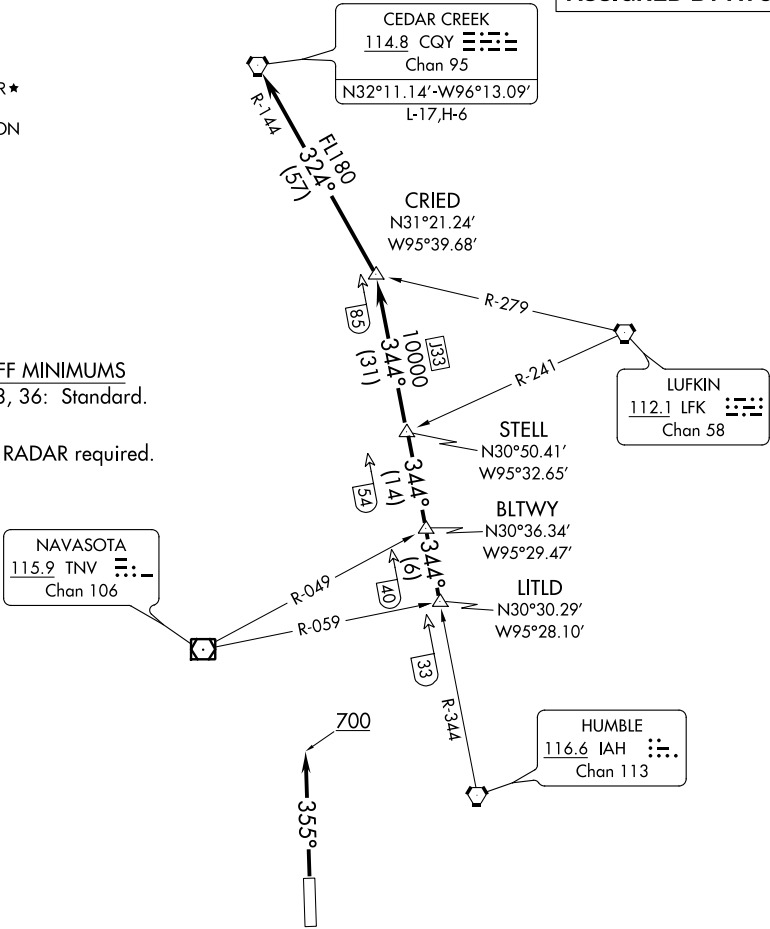 CEDAR CREEK
114.8 CQY
Chan 95
N32°11.14'-W96°13.09'
L-17,H-6
R★
ON
R-144
FL180
324°
(57)
CRIED
N31°21.24'
W95°39.68'
R-279
85
10000
J33
344°
(31)
R-241
LUFKIN
112.1 LFK
Chan 58
FF MINIMUMS
, 36: Standard.
RADAR required.
STELL
N30°50.41'
W95°32.65'
54
344°
(14)
BLTWY
N30°36.34'
W95°29.47'
NAVASOTA
115.9 TNV
Chan 106
R-049
40
344°
(6)
R-059
LITLD
N30°30.29'
W95°28.10'
33
R-344
700
HUMBLE
116.6 IAH
Chan 113
355°